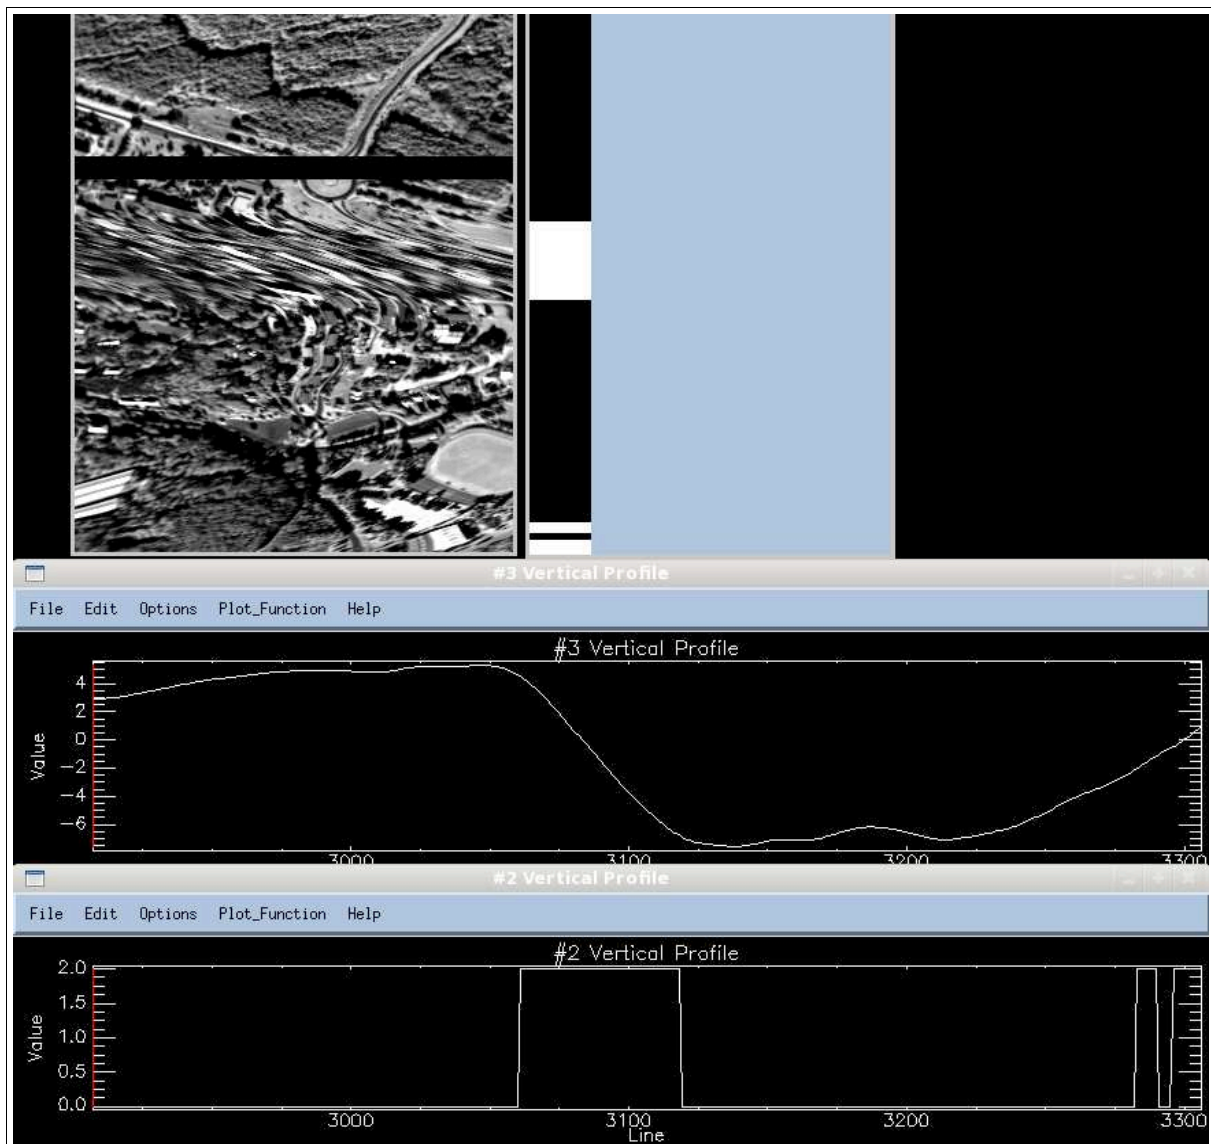 #3 Vertical Profile
File Edit Options Plot_Function Help
#3 Vertical Profile
Value
4
2
0
−2
−4
−6
3000 3100 3200 3300
#2 Vertical Profile
File Edit Options Plot_Function Help
#2 Vertical Profile
Value
2.0
1.5
1.0
0.5
0.0
3000 3100 3200 3300
Line